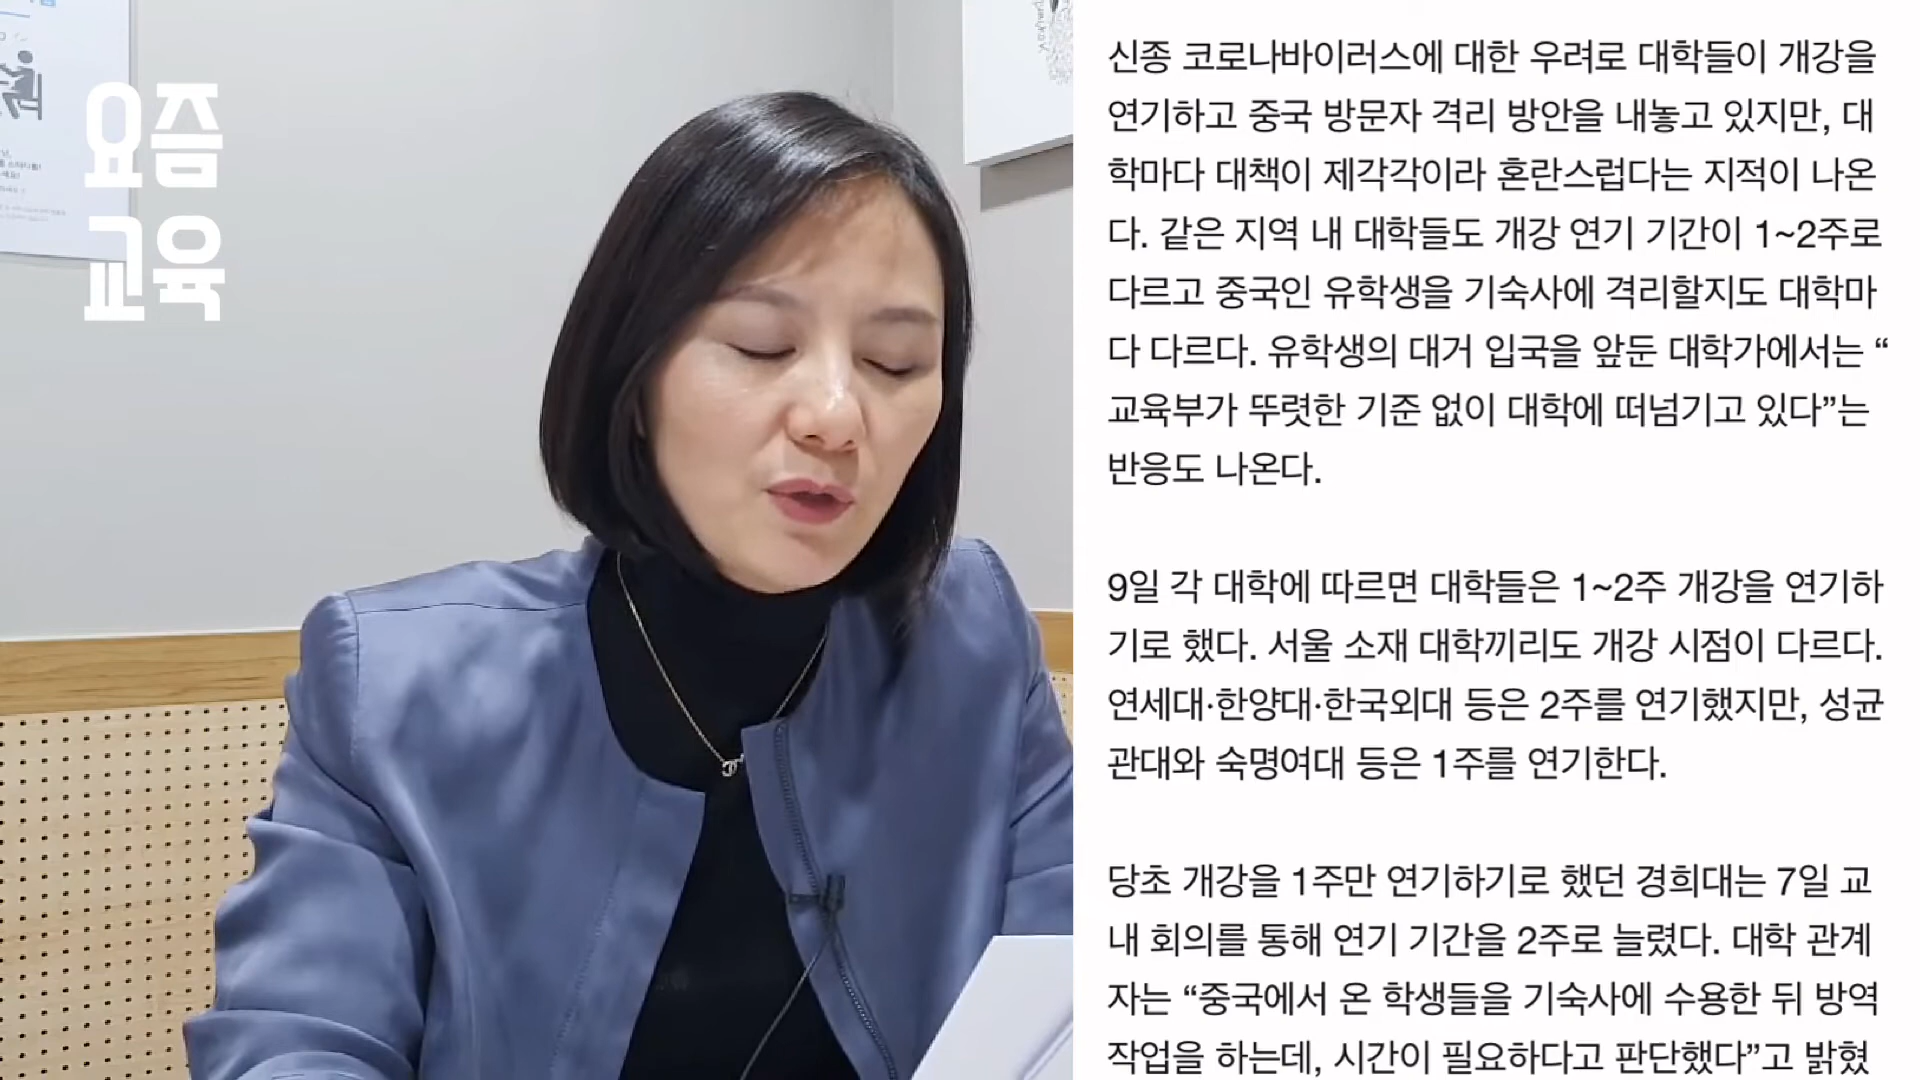 요즘
교육
신종 코로나바이러스에 대한 우려로 대학들이 개강을
연기하고 중국 방문자 격리 방안을 내놓고 있지만, 대
학마다 대책이 제각각이라 혼란스럽다는 지적이 나온
다. 같은 지역 내 대학들도 개강 연기 기간이 1~2주로
다르고 중국인 유학생을 기숙사에 격리할지도 대학마
다 다르다. 유학생의 대거 입국을 앞둔 대학가에서는 “
교육부가 뚜렷한 기준 없이 대학에 떠넘기고 있다”는
반응도 나온다.
9일 각 대학에 따르면 대학들은 1~2주 개강을 연기하
기로 했다. 서울 소재 대학끼리도 개강 시점이 다르다.
연세대·한양대·한국외대 등은 2주를 연기했지만, 성균
관대와 숙명여대 등은 1주를 연기한다.
당초 개강을 1주만 연기하기로 했던 경희대는 7일 교
내 회의를 통해 연기 기간을 2주로 늘렸다. 대학 관계
자는 “중국에서 온 학생들을 기숙사에 수용한 뒤 방역
작업을 하는데, 시간이 필요하다고 판단했다”고 밝혔